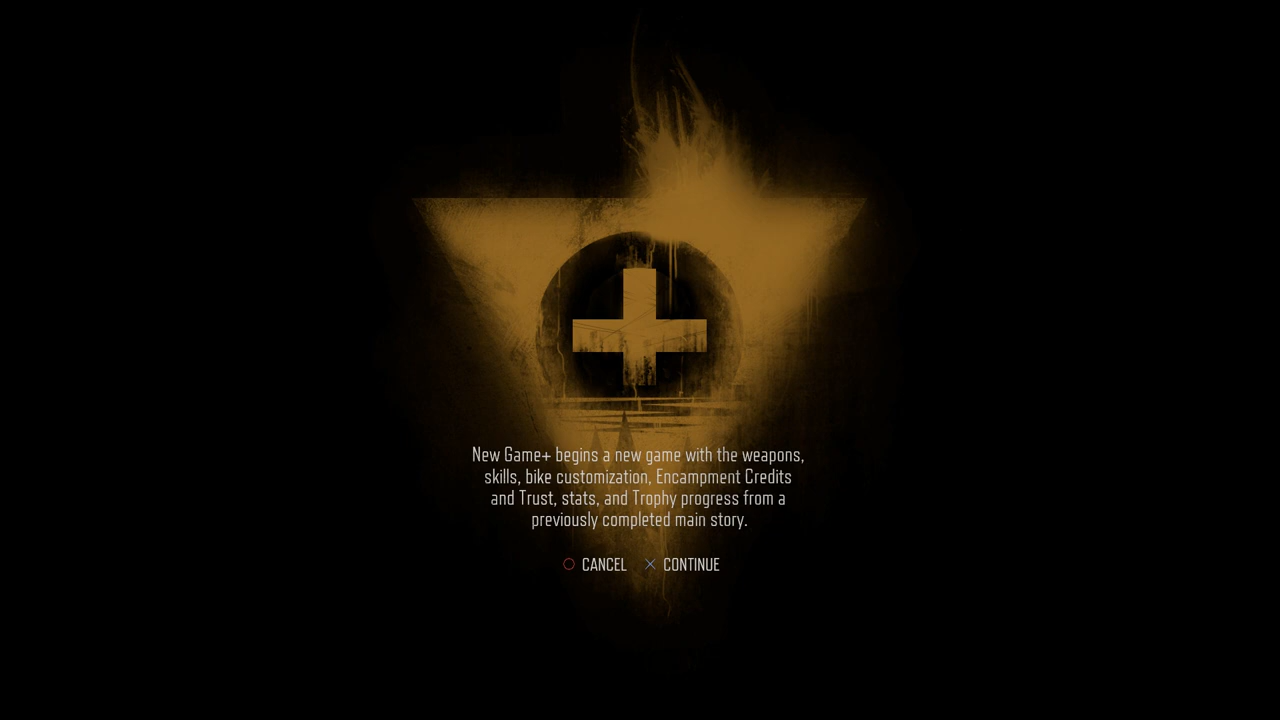 New Game+ begins a new game with the weapons,
skills, bike customization, Encampment Credits
and Trust, stats, and Trophy progress from a
previously completed main story.
CANCEL CONTINUE